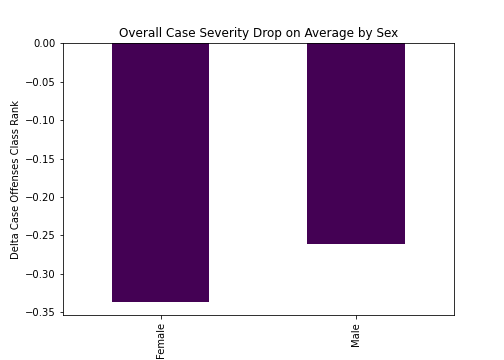 Overall Case Severity Drop on Average by Sex
0.00
−0.05
−0.10
−0.15
−0.20
−0.25
−0.30
−0.35
Delta Case Offenses Class Rank
Female
Male